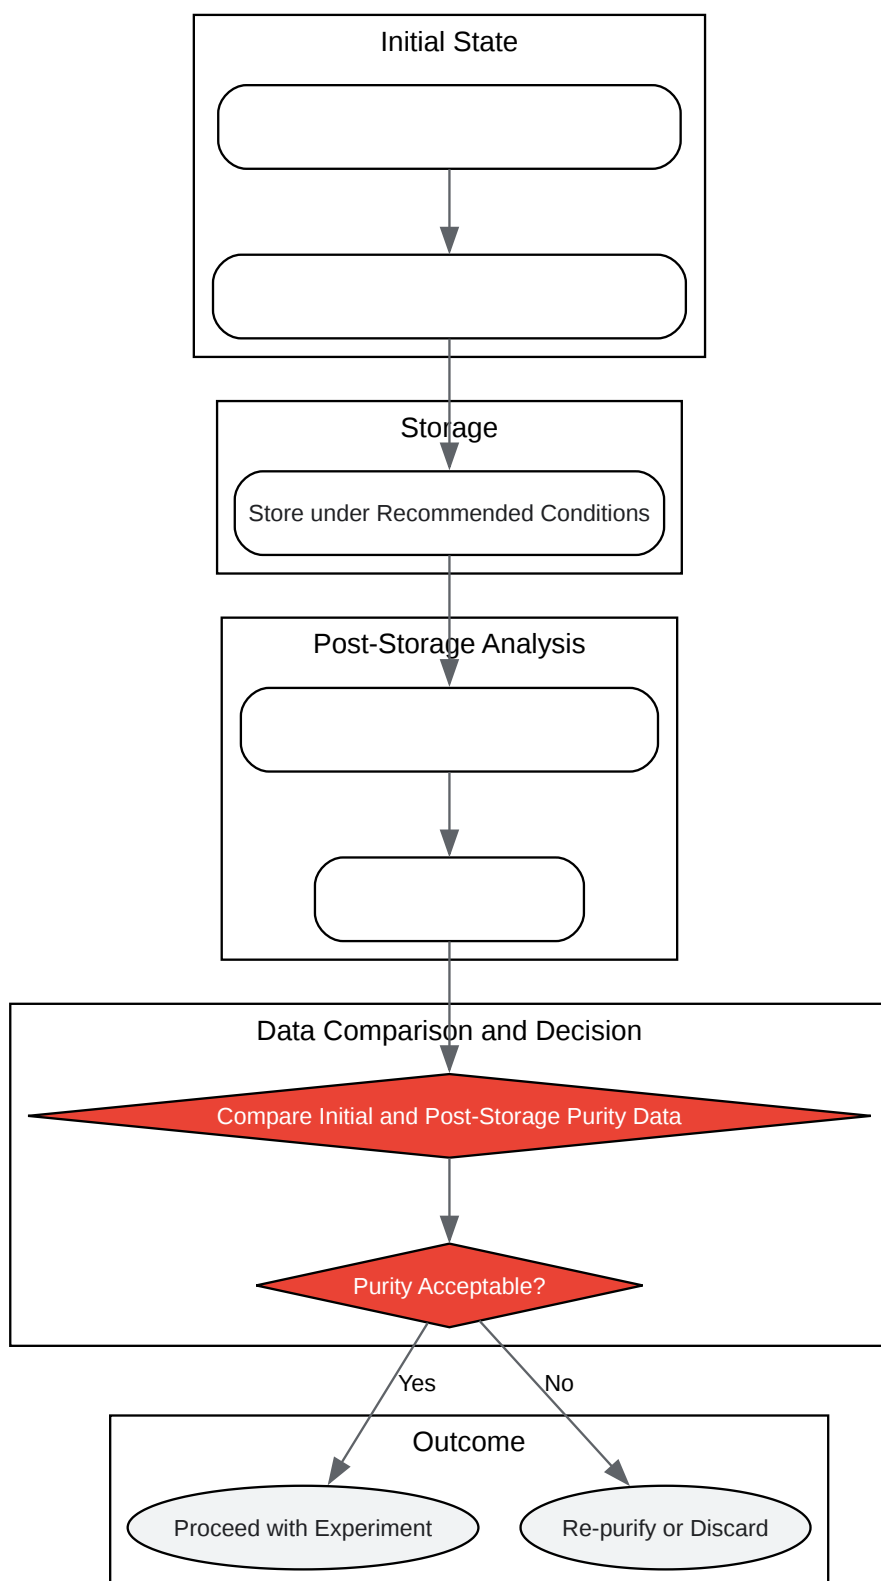 Initial State
Storage
Store under Recommended Conditions
Post-Storage Analysis
Data Comparison and Decision
Compare Initial and Post-Storage Purity Data
Purity Acceptable?
Yes
No
Outcome
Proceed with Experiment
Re-purify or Discard